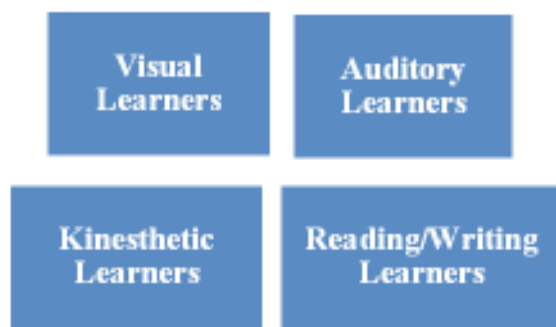 Visual
Learners
Auditory
Learners
Kinesthetic
Learners
Reading/Writing
Learners